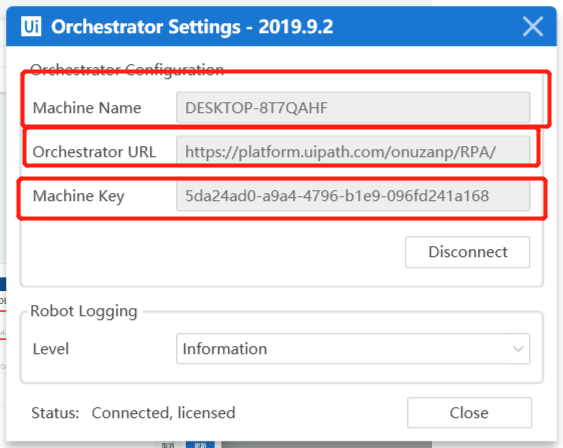 Ui Orchestrator Settings - 2019.9.2
Orchestrator Configuration
Machine Name DESKTOP-8T7QAHF
Orchestrator URL https://platform.uipath.com/onuzanp/RPA/
Machine Key 5da24ad0-a9a4-4796-b1e9-096fd241a168
Disconnect
Robot Logging
Level Information
Status: Connected, licensed Close